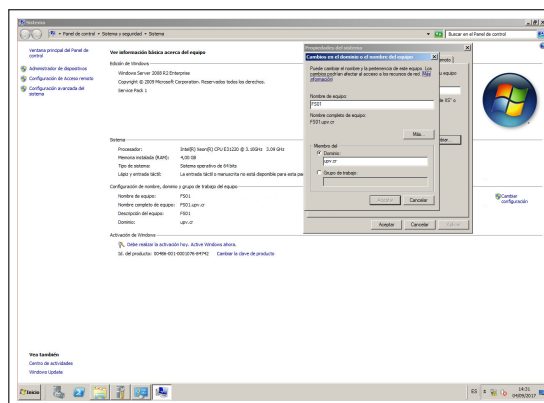 Sistema
Panel de control
Sistema y seguridad
Sistema
Buscar en el Panel de control
Ventana principal del Panel de control
Administrador de dispositivos
Configuración de Acceso remoto
Configuración avanzada del sistema
Ver información básica acerca del equipo
Edición de Windows
Windows Server 2008 R2 Enterprise
Copyright © 2009 Microsoft Corporation. Reservados todos los derechos.
Service Pack 1
Sistema
Procesador: Intel(R) Xeon(R) CPU E31220 @ 3.10GHz 3.09 GHz
Memoria instalada (RAM): 4,00 GB
Tipo de sistema: Sistema operativo de 64 bits
Lápiz y entrada táctil: La entrada táctil o manuscrita no está disponible para esta pa
Configuración de nombre, dominio y grupo de trabajo del equipo
Nombre de equipo: FS01
Nombre completo de equipo: FS01.upv.cr
Descripción del equipo: FS01
Dominio: upv.cr
Cambiar configuración
Activación de Windows
Debe realizar la activación hoy. Active Windows ahora.
Cambiar la clave de producto
Propiedades del sistema
Cambios en el dominio o el nombre del equipo
Puede cambiar el nombre y la pertenencia de este equipo. Los
cambios podrían afectar al acceso a los recursos de red. Más
información
Nombre de equipo:
FS01
Nombre completo de equipo:
FS01.upv.cr
Más...
Miembro del
Dominio:
upv.cr
Grupo de trabajo:
Aceptar
Cancelar
Aceptar
Cancelar
Aplicar
Vea también
Centro de actividades
Windows Update
Inicio
ES
14:31
04/09/2017